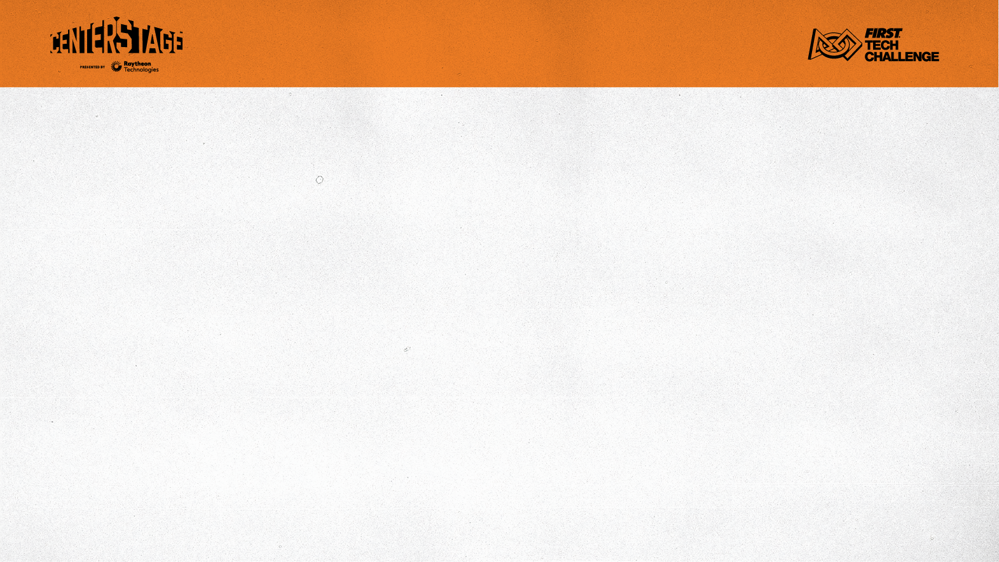 CENTERSTAGE
PRESENTED BY Raytheon
Technologies
FIRST
TECH
CHALLENGE